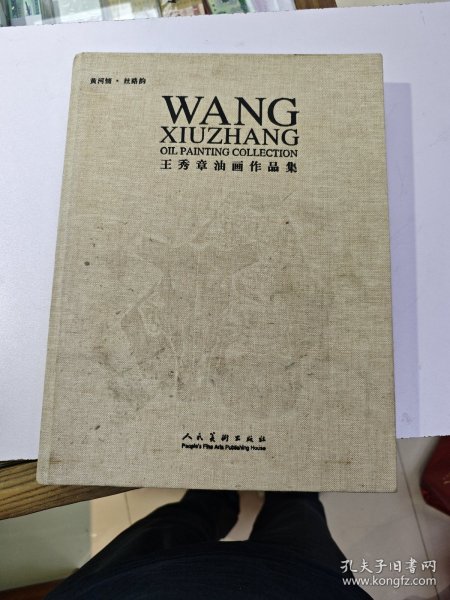 黄河情·丝路韵
WANG
XIUZHANG
OIL PAINTING COLLECTION
王秀章油画作品集
人民美术出版社
People's Fine Arts Publishing House
孔夫子旧书网
www.kongfz.com